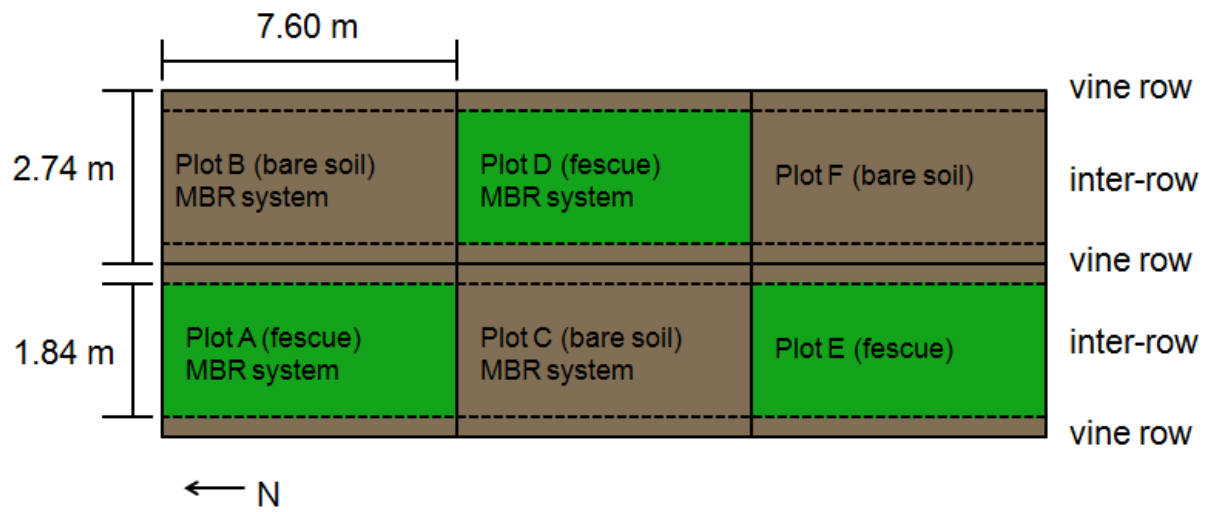 7.60 m
vine row
2.74 m
Plot B (bare soil)
MBR system
Plot D (fescue)
MBR system
Plot F (bare soil)
inter-row
vine row
1.84 m
Plot A (fescue)
MBR system
Plot C (bare soil)
MBR system
Plot E (fescue)
inter-row
vine row
N